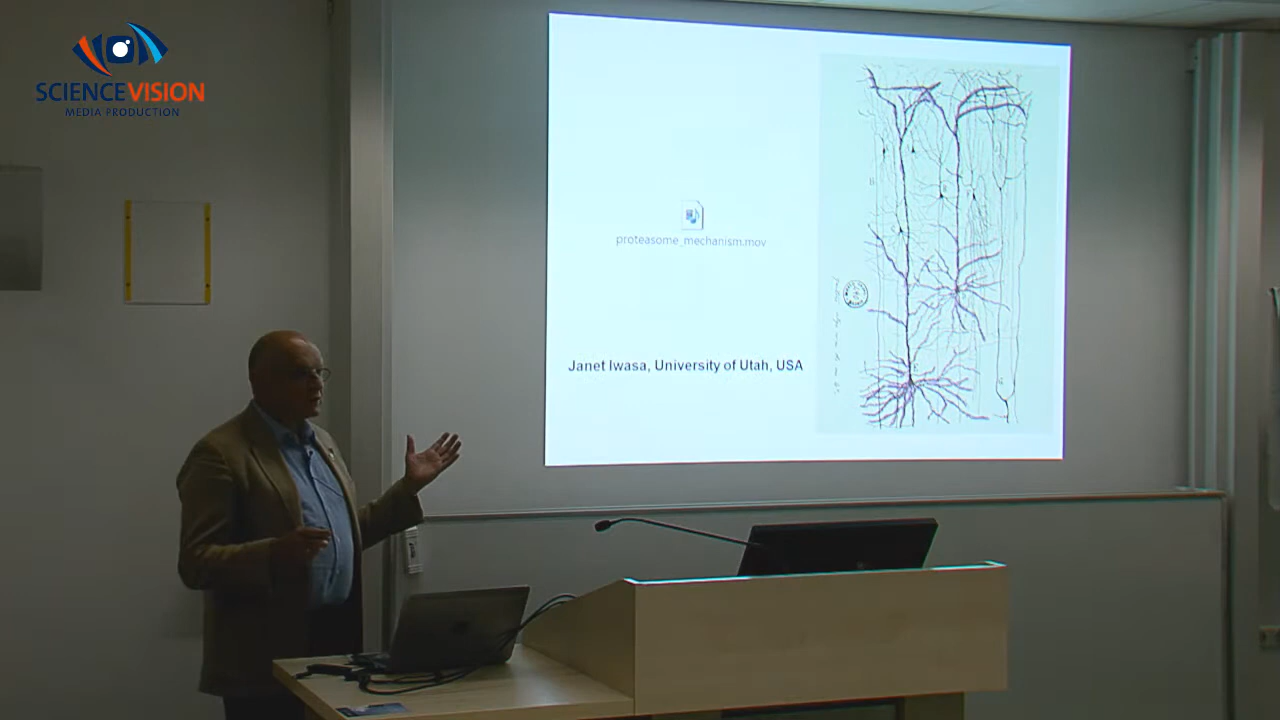 SCIENCEVISION
MEDIA PRODUCTION
proteasome_mechanism.mov
Janet Iwasa, University of Utah, USA